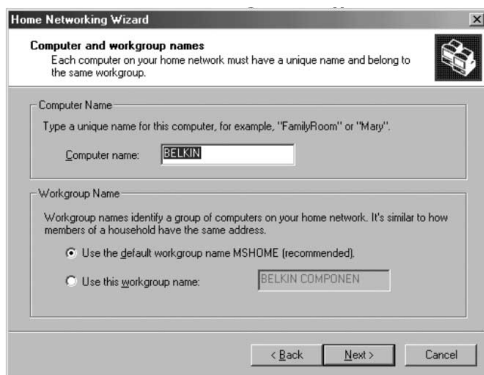 Home Networking Wizard
Computer and workgroup names
Each computer on your home network must have a unique name and belong to
the same workgroup.
Computer Name
Type a unique name for this computer, for example, "FamilyRoom" or "Mary".
Computer name:
BELKIN
Workgroup Name
Workgroup names identify a group of computers on your home network. It's similar to how
members of a household have the same address.
Use the default workgroup name MSHOME (recommended).
Use this workgroup name:
BELKIN COMPONEN
< Back
Next >
Cancel